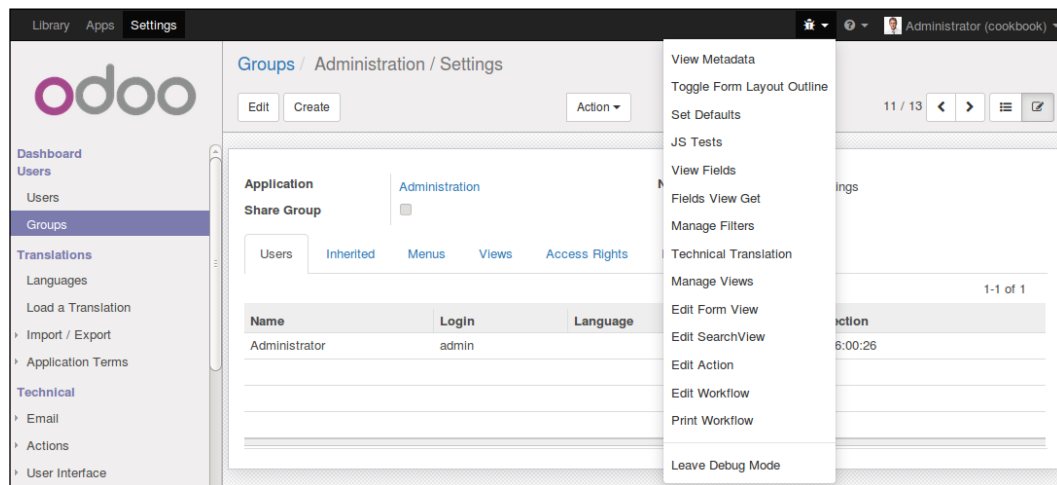 Library Apps Settings Administrator (cookbook)
odoo
Groups / Administration / Settings
Edit Create Action 11 / 13
Dashboard
Users
Users
Groups
Translations
Languages
Load a Translation
Import / Export
Application Terms
Technical
Email
Actions
User Interface
Application Administration
Share Group
Users Inherited Menus Views Access Rights
1-1 of 1
Name Login Language
Administrator admin 6:00:26
View Metadata
Toggle Form Layout Outline
Set Defaults
JS Tests
View Fields
Fields View Get
Manage Filters
Technical Translation
Manage Views
Edit Form View
Edit SearchView
Edit Action
Edit Workflow
Print Workflow
Leave Debug Mode